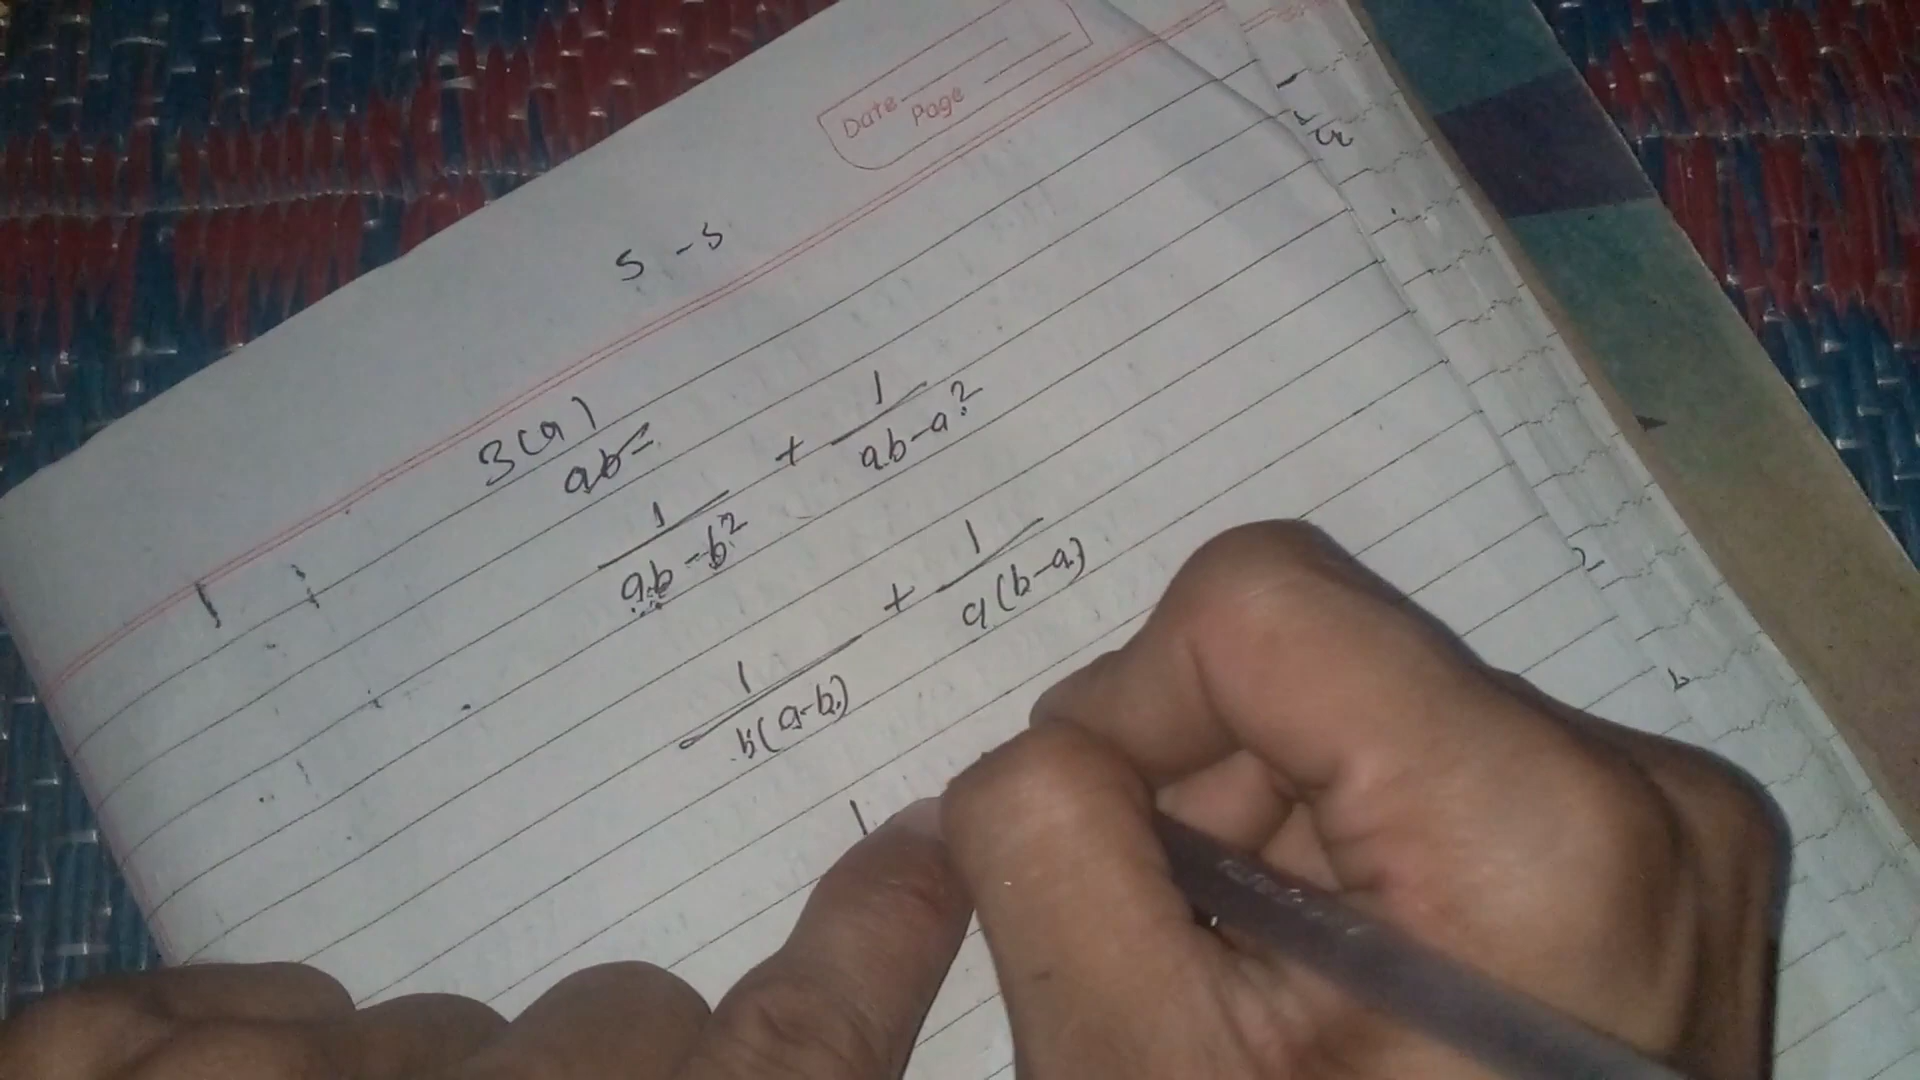 Date
Page
5 - 5
3(a)
ab=
1/ab-b² + 1/ab-a²
1/b(a-b) + 1/a(b-a)
1